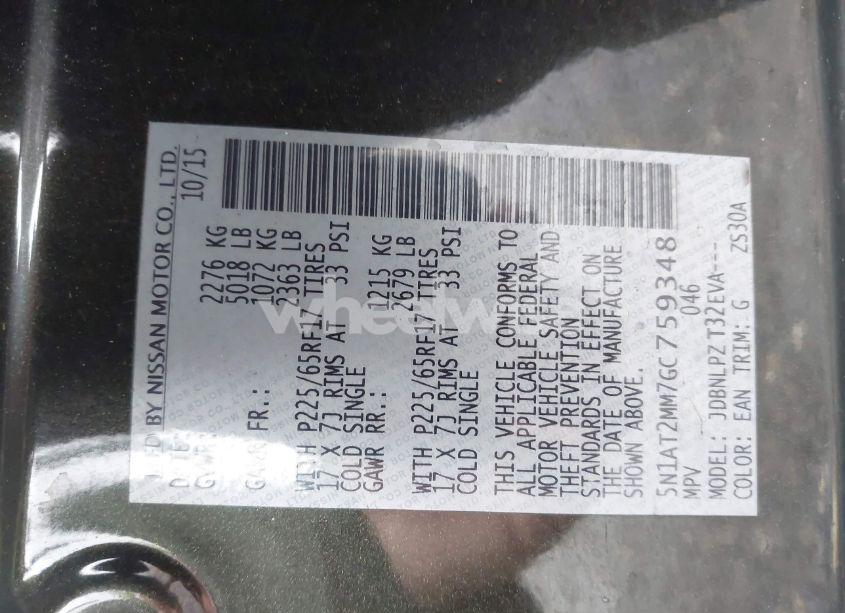 BY NISSAN MOTOR CO., LTD.
10/15
2276 KG
5018 LB
GAWR FR.: 1072 KG
2363 LB
WITH P225/65RF17 TIRES
17 X 7J RIMS AT 33 PSI
COLD SINGLE
GAWR RR.: 1215 KG
2679 LB
WITH P225/65RF17 TIRES
17 X 7J RIMS AT 33 PSI
COLD SINGLE
THIS VEHICLE CONFORMS TO
ALL APPLICABLE FEDERAL
MOTOR VEHICLE SAFETY AND
THEFT PREVENTION
STANDARDS IN EFFECT ON
THE DATE OF MANUFACTURE
SHOWN ABOVE.
5N1AT2MM7GC759348
MPV 046
MODEL: JDBNLPZ T32EVA---
COLOR: EAN TRIM: G ZS30A